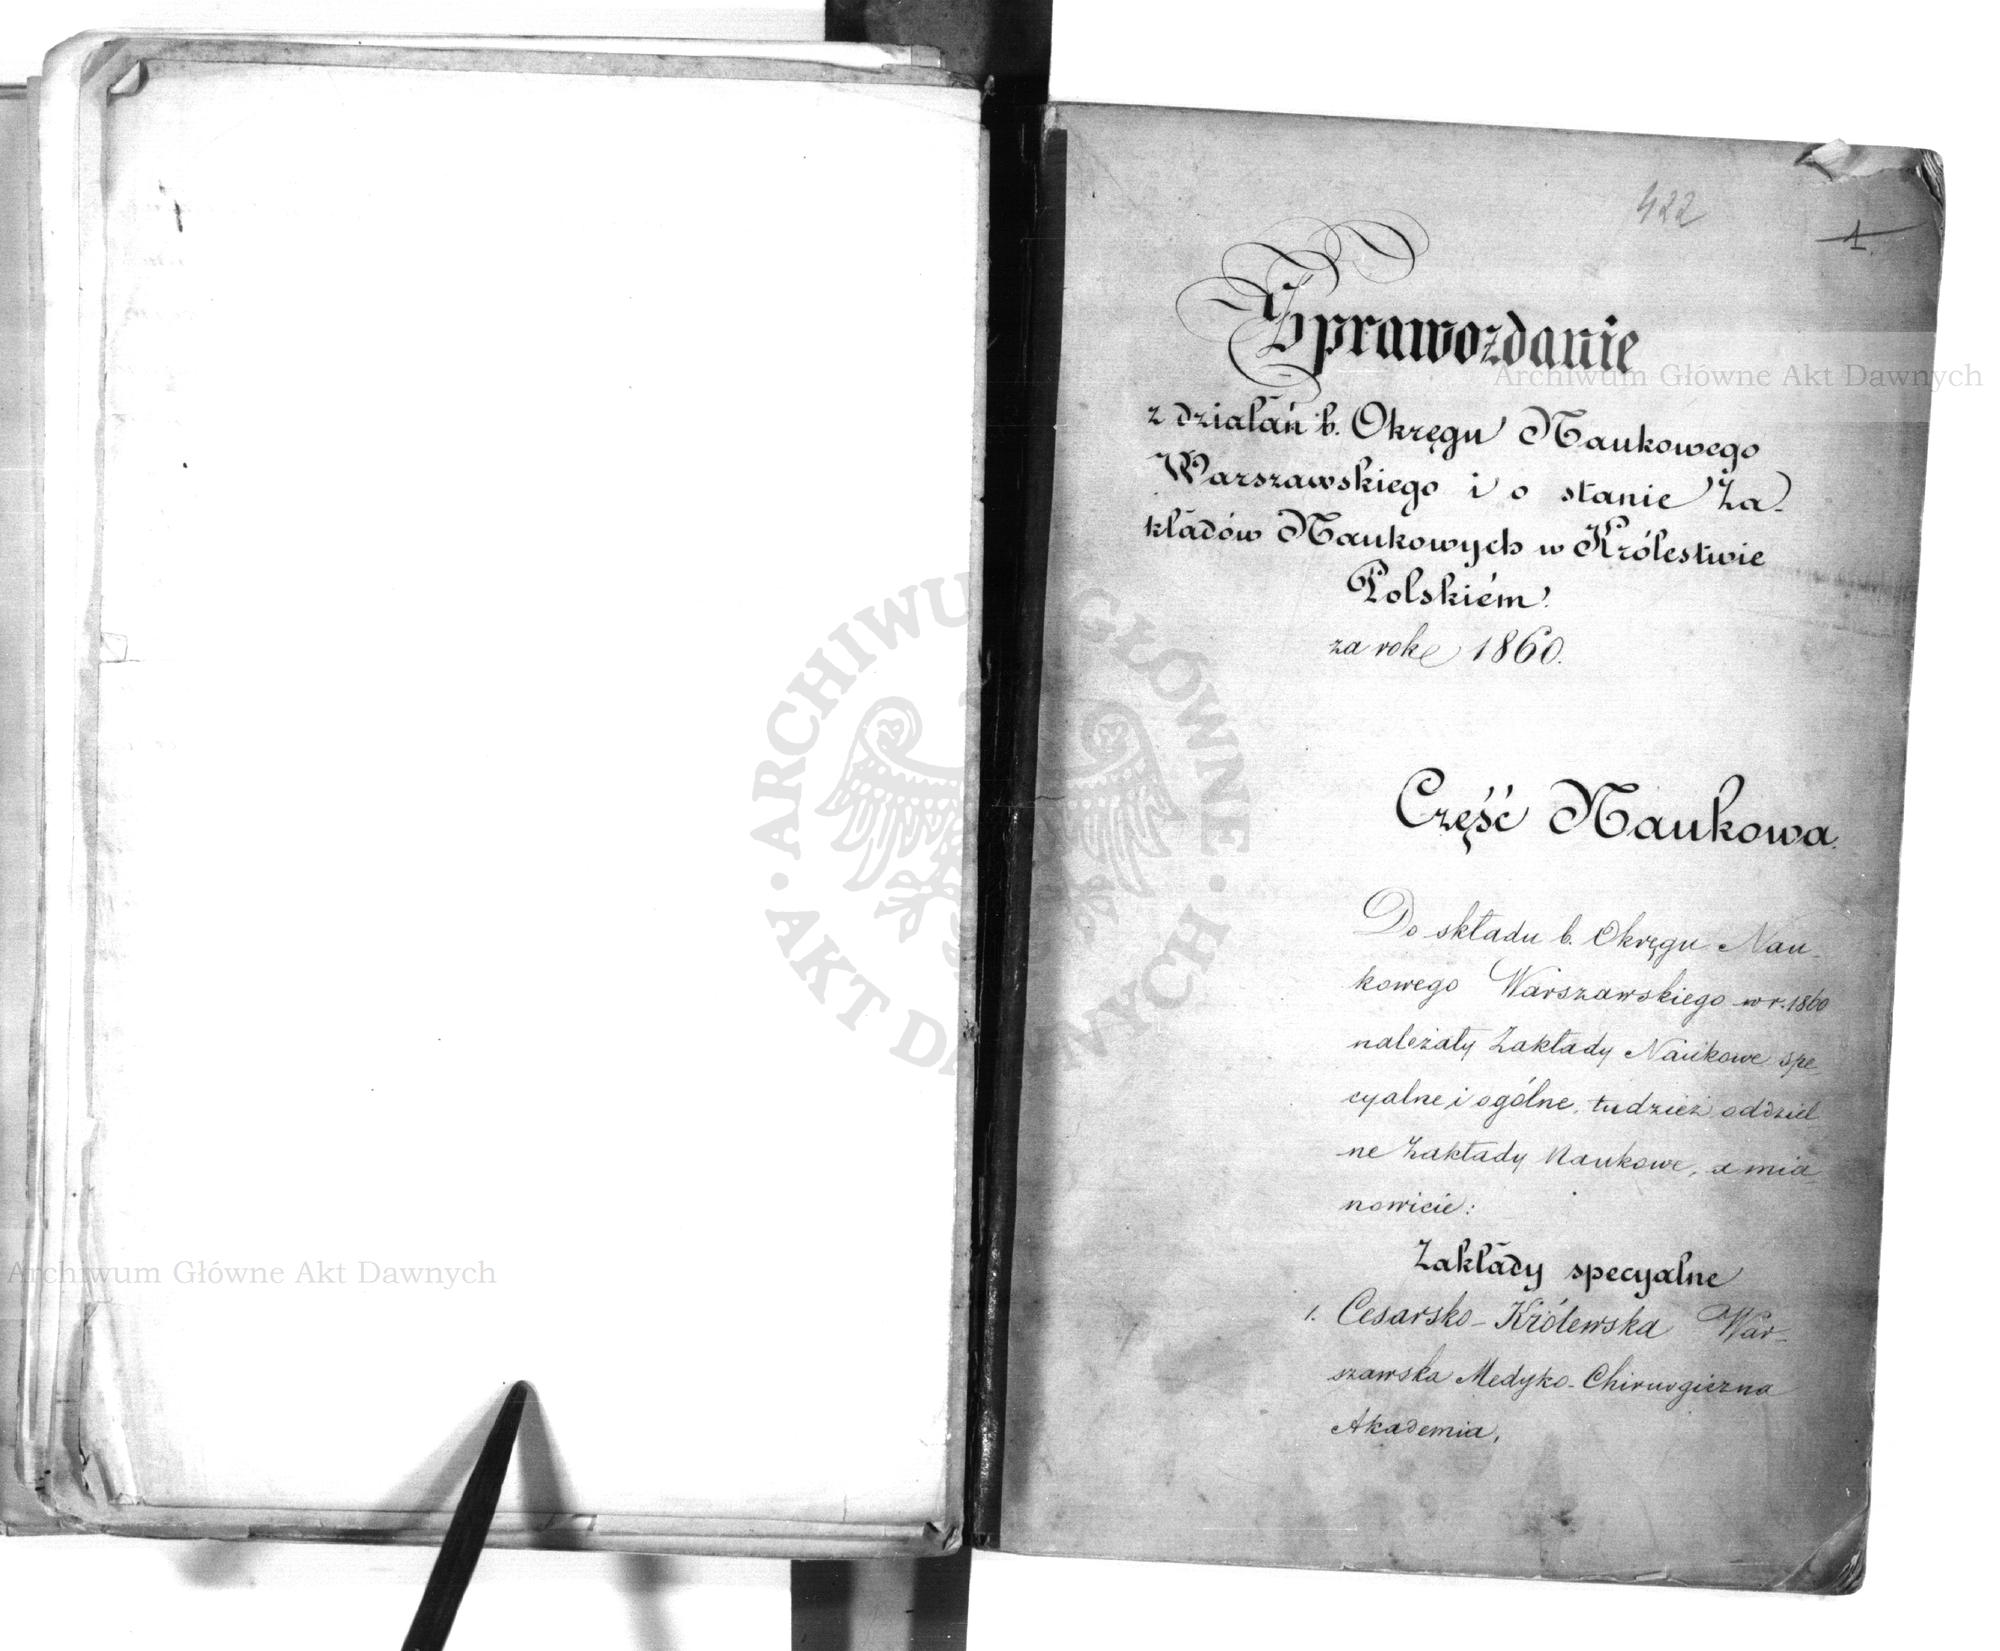 422
1
Sprawozdanie
z działań b. Okręgu Naukowego
Warszawskiego i o stanie Za-
kładów Naukowych w Królestwie
Polskiém.
za rok 1860.
Część Naukowa.
Do składu b. Okręgu Nau-
kowego Warszawskiego w r. 1860
należały Zakłady Naukowe spe
cyalne i ogólne, tudzież oddziel
ne Zakłady Naukowe, a mia-
nowicie:
Zakłady specyalne
1. Cesarsko-Królewska War-
szawska Medyko-Chirurgiczna
Akademia,
Archiwum Główne Akt Dawnych
Archiwum Główne Akt Dawnych
ARCHIWUM GŁÓWNE
AKT DAWNYCH